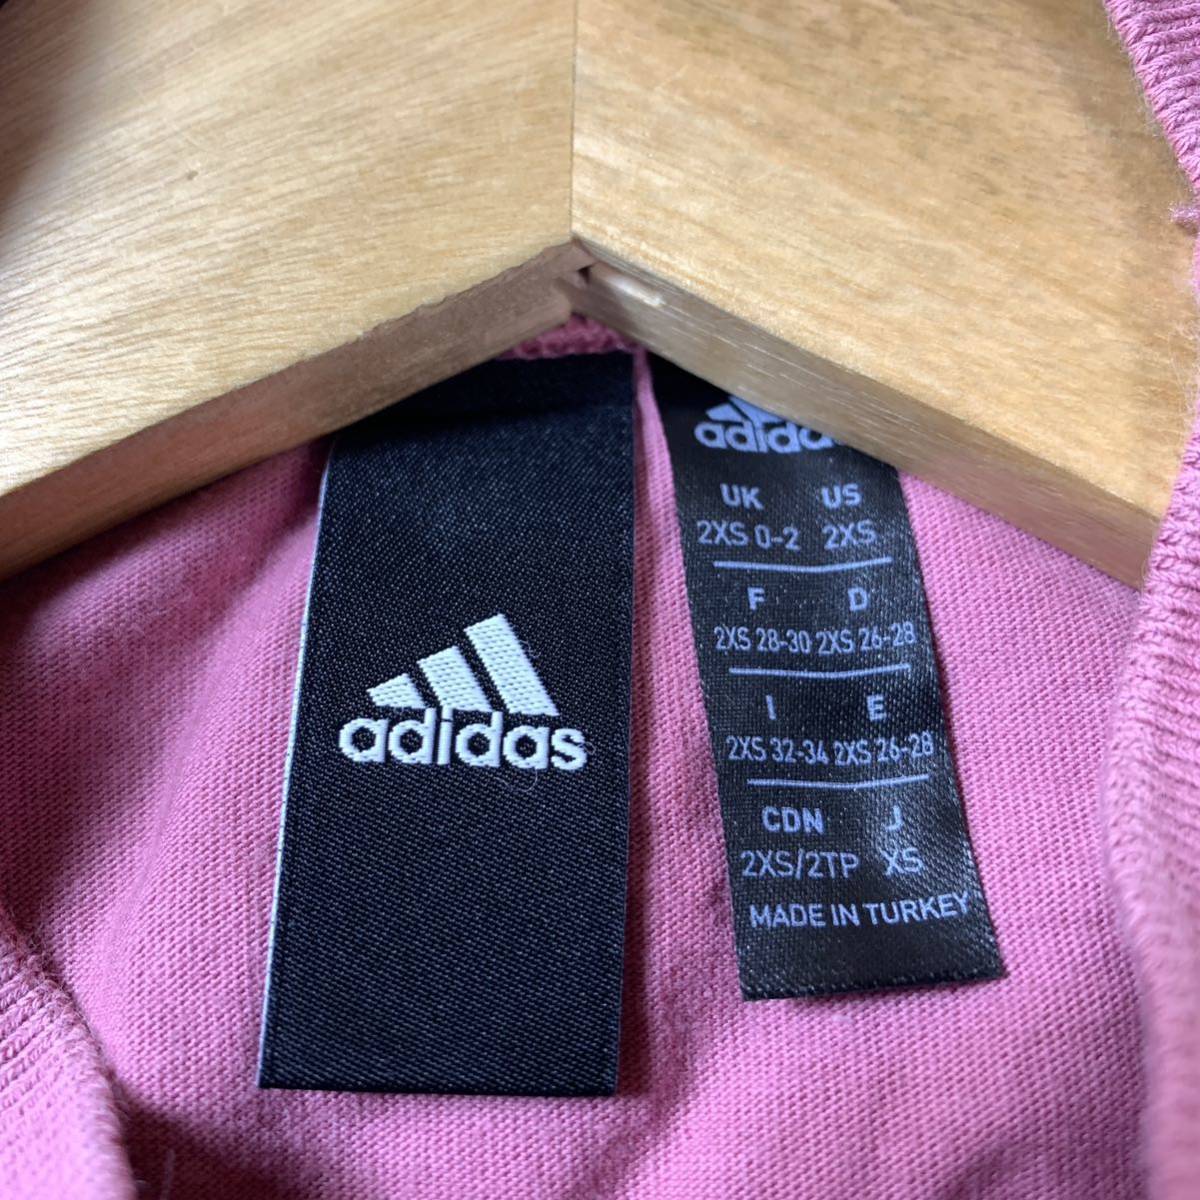 adidas
adidas
UK US
2XS 0-2 2XS
F D
2XS 28-30 2XS 26-28
I E
2XS 32-34 2XS 26-28
CDN J
2XS/2TP XS
MADE IN TURKEY